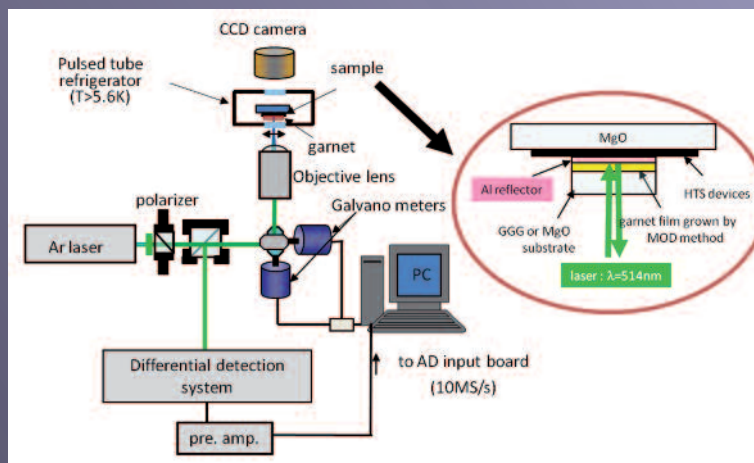 CCD camera
Pulsed tube
refrigerator
(T>5.6K)
sample
garnet
Objective lens
polarizer
Galvano meters
Ar laser
PC
Differential detection
system
to AD input board
(10MS/s)
pre. amp.
MgO
Al reflector
HTS devices
GGG or MgO
substrate
garnet film grown by
MOD method
laser : λ=514nm